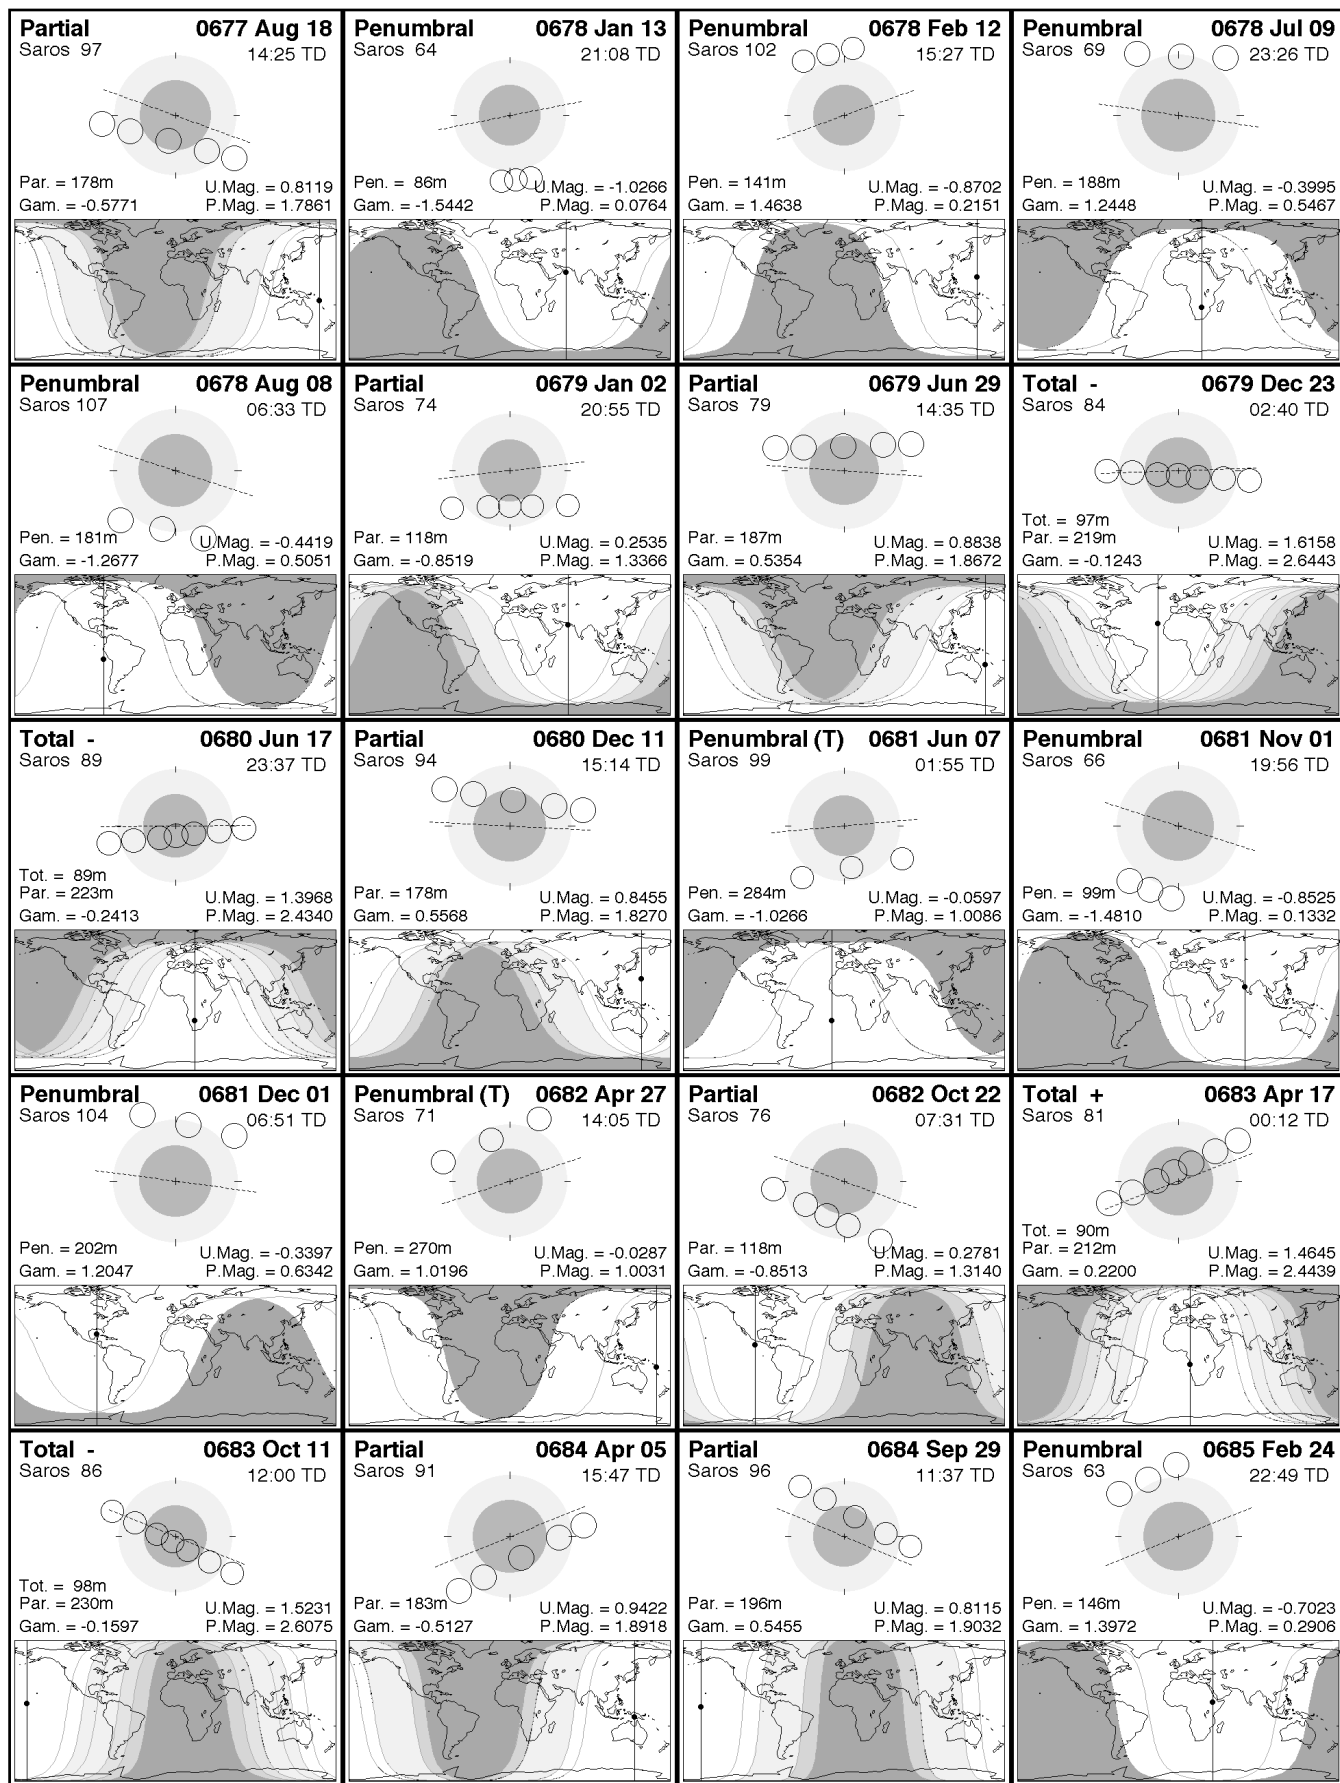 Partial 0677 Aug 18
Saros 97 14:25 TD
Par. = 178m U.Mag. = 0.8119
Gam. = -0.5771 P.Mag. = 1.7861
Penumbral 0678 Jan 13
Saros 64 21:08 TD
Pen. = 86m U.Mag. = -1.0266
Gam. = -1.5442 P.Mag. = 0.0764
Penumbral 0678 Feb 12
Saros 102 15:27 TD
Pen. = 141m U.Mag. = -0.8702
Gam. = 1.4638 P.Mag. = 0.2151
Penumbral 0678 Jul 09
Saros 69 23:26 TD
Pen. = 188m U.Mag. = -0.3995
Gam. = 1.2448 P.Mag. = 0.5467
Penumbral 0678 Aug 08
Saros 107 06:33 TD
Pen. = 181m U.Mag. = -0.4419
Gam. = -1.2677 P.Mag. = 0.5051
Partial 0679 Jan 02
Saros 74 20:55 TD
Par. = 118m U.Mag. = 0.2535
Gam. = -0.8519 P.Mag. = 1.3366
Partial 0679 Jun 29
Saros 79 14:35 TD
Par. = 187m U.Mag. = 0.8838
Gam. = 0.5354 P.Mag. = 1.8672
Total - 0679 Dec 23
Saros 84 02:40 TD
Tot. = 97m
Par. = 219m U.Mag. = 1.6158
Gam. = -0.1243 P.Mag. = 2.6443
Total - 0680 Jun 17
Saros 89 23:37 TD
Tot. = 89m
Par. = 223m U.Mag. = 1.3968
Gam. = -0.2413 P.Mag. = 2.4340
Partial 0680 Dec 11
Saros 94 15:14 TD
Par. = 178m U.Mag. = 0.8455
Gam. = 0.5568 P.Mag. = 1.8270
Penumbral (T) 0681 Jun 07
Saros 99 01:55 TD
Pen. = 284m U.Mag. = -0.0597
Gam. = -1.0266 P.Mag. = 1.0086
Penumbral 0681 Nov 01
Saros 66 19:56 TD
Pen. = 99m U.Mag. = -0.8525
Gam. = -1.4810 P.Mag. = 0.1332
Penumbral 0681 Dec 01
Saros 104 06:51 TD
Pen. = 202m U.Mag. = -0.3397
Gam. = 1.2047 P.Mag. = 0.6342
Penumbral (T) 0682 Apr 27
Saros 71 14:05 TD
Pen. = 270m U.Mag. = -0.0287
Gam. = 1.0196 P.Mag. = 1.0031
Partial 0682 Oct 22
Saros 76 07:31 TD
Par. = 118m U.Mag. = 0.2781
Gam. = -0.8513 P.Mag. = 1.3140
Total + 0683 Apr 17
Saros 81 00:12 TD
Tot. = 90m
Par. = 212m U.Mag. = 1.4645
Gam. = 0.2200 P.Mag. = 2.4439
Total - 0683 Oct 11
Saros 86 12:00 TD
Tot. = 98m
Par. = 230m U.Mag. = 1.5231
Gam. = -0.1597 P.Mag. = 2.6075
Partial 0684 Apr 05
Saros 91 15:47 TD
Par. = 183m U.Mag. = 0.9422
Gam. = -0.5127 P.Mag. = 1.8918
Partial 0684 Sep 29
Saros 96 11:37 TD
Par. = 196m U.Mag. = 0.8115
Gam. = 0.5455 P.Mag. = 1.9032
Penumbral 0685 Feb 24
Saros 63 22:49 TD
Pen. = 146m U.Mag. = -0.7023
Gam. = 1.3972 P.Mag. = 0.2906